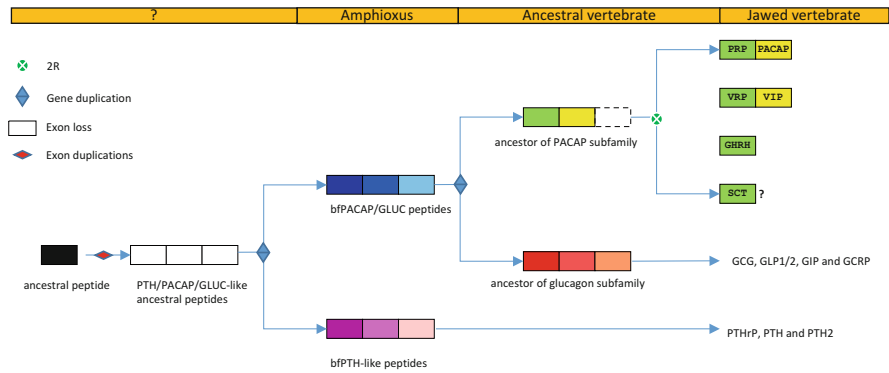 ?
Amphioxus
Ancestral vertebrate
Jawed vertebrate
2R
Gene duplication
Exon loss
Exon duplications
ancestral peptide
PTH/PACAP/GLUC-like
ancestral peptides
bfPACAP/GLUC peptides
bfPTH-like peptides
ancestor of PACAP subfamily
ancestor of glucagon subfamily
PRP PACAP
VRP VIP
GHRH
SCT ?
GCG, GLP1/2, GIP and GCRP
PTHrP, PTH and PTH2